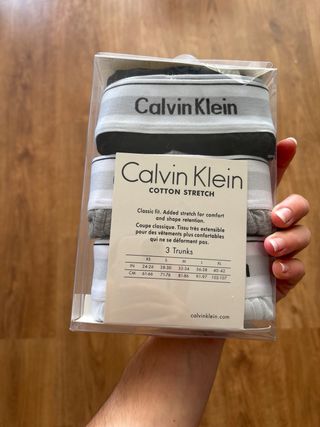 Calvin Klein
Calvin Klein
COTTON STRETCH
Classic fit. Added stretch for comfort
and shape retention.
Coupe classique. Tissu très extensible
pour des vêtements plus confortables
qui ne se déforment pas.
3 Trunks
XS S M L XL
IN 24-26 28-30 32-34 36-38 40-42
CM 61-66 71-76 81-86 91-97 102-107
calvinklein.com